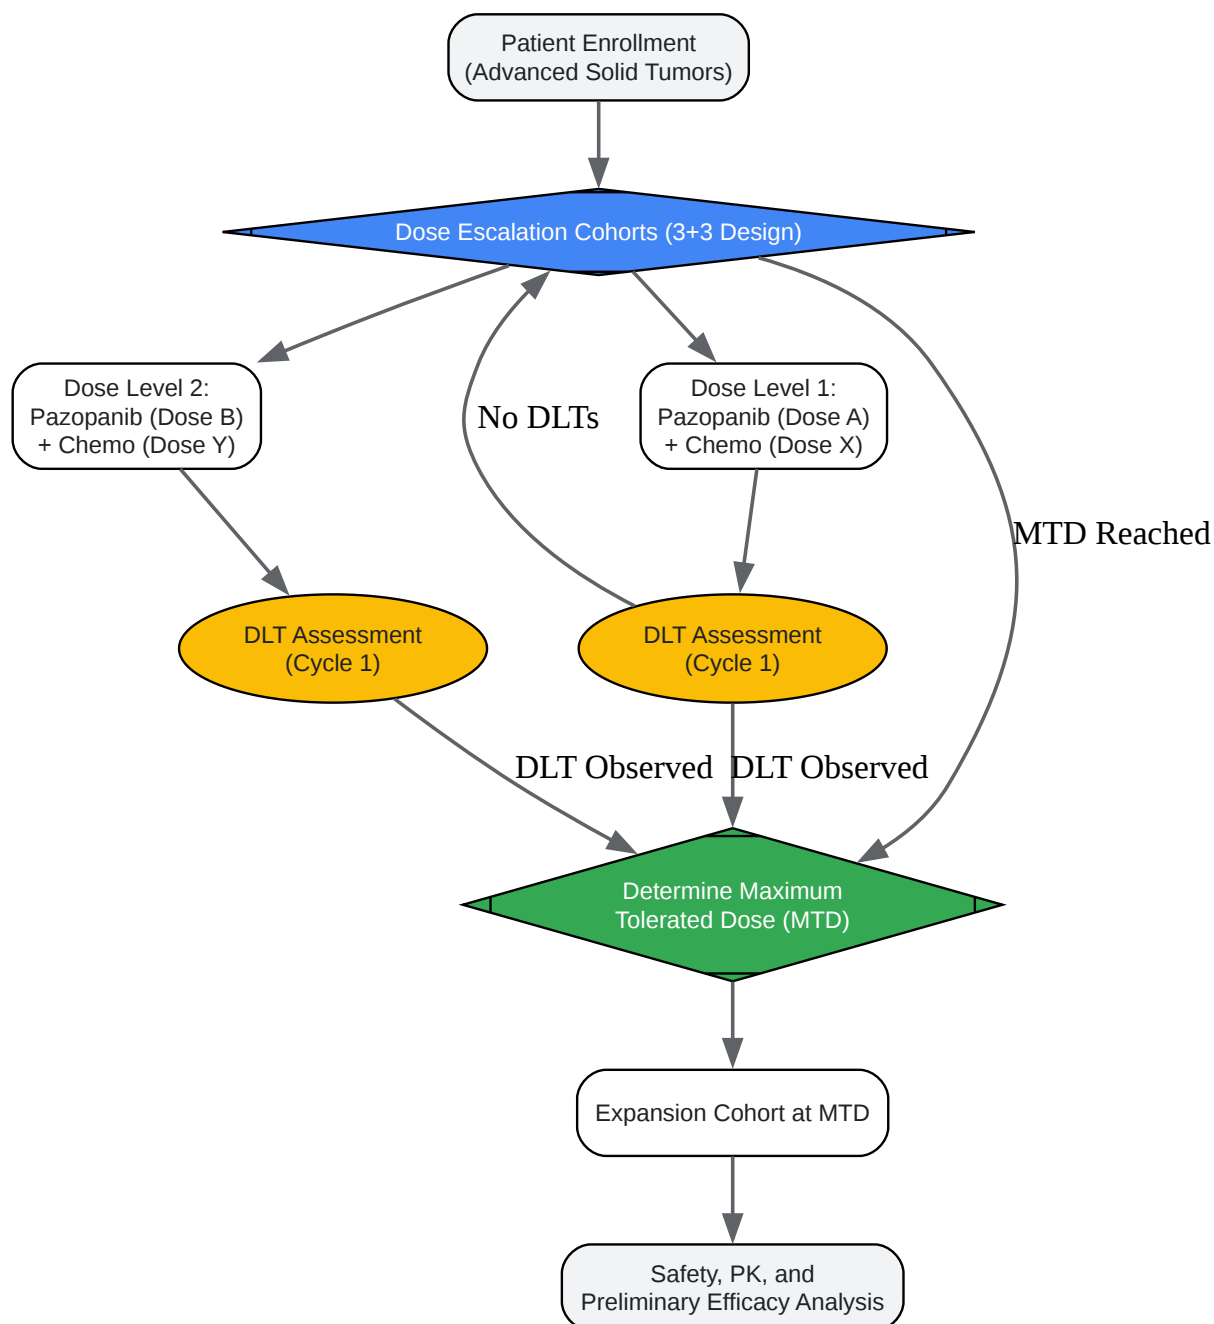 Patient Enrollment
(Advanced Solid Tumors)
Dose Escalation Cohorts (3+3 Design)
Dose Level 2:
Pazopanib (Dose B)
+ Chemo (Dose Y)
No DLTs
Dose Level 1:
Pazopanib (Dose A)
+ Chemo (Dose X)
MTD Reached
DLT Assessment
(Cycle 1)
DLT Assessment
(Cycle 1)
DLT Observed
DLT Observed
Determine Maximum
Tolerated Dose (MTD)
Expansion Cohort at MTD
Safety, PK, and
Preliminary Efficacy Analysis